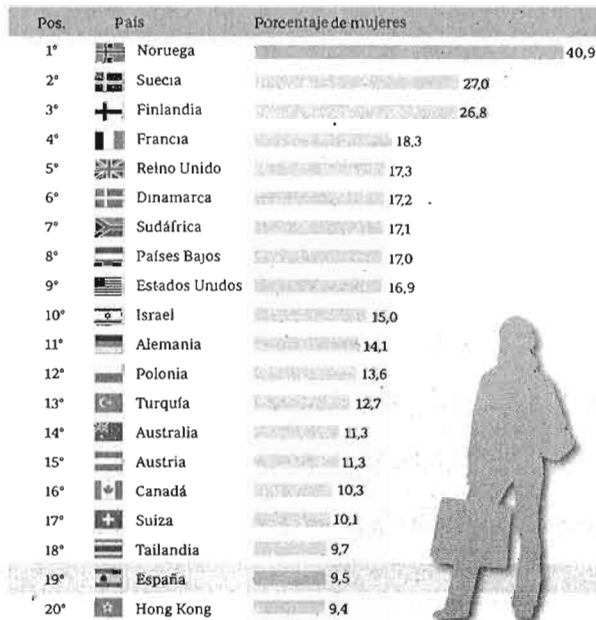 Pos. País Porcentaje de mujeres
1° Noruega 40,9
2° Suecia 27,0
3° Finlandia 26,8
4° Francia 18,3
5° Reino Unido 17,3
6° Dinamarca 17,2
7° Sudáfrica 17,1
8° Países Bajos 17,0
9° Estados Unidos 16,9
10° Israel 15,0
11° Alemania 14,1
12° Polonia 13,6
13° Turquía 12,7
14° Australia 11,3
15° Austria 11,3
16° Canadá 10,3
17° Suiza 10,1
18° Tailandia 9,7
19° España 9,5
20° Hong Kong 9,4